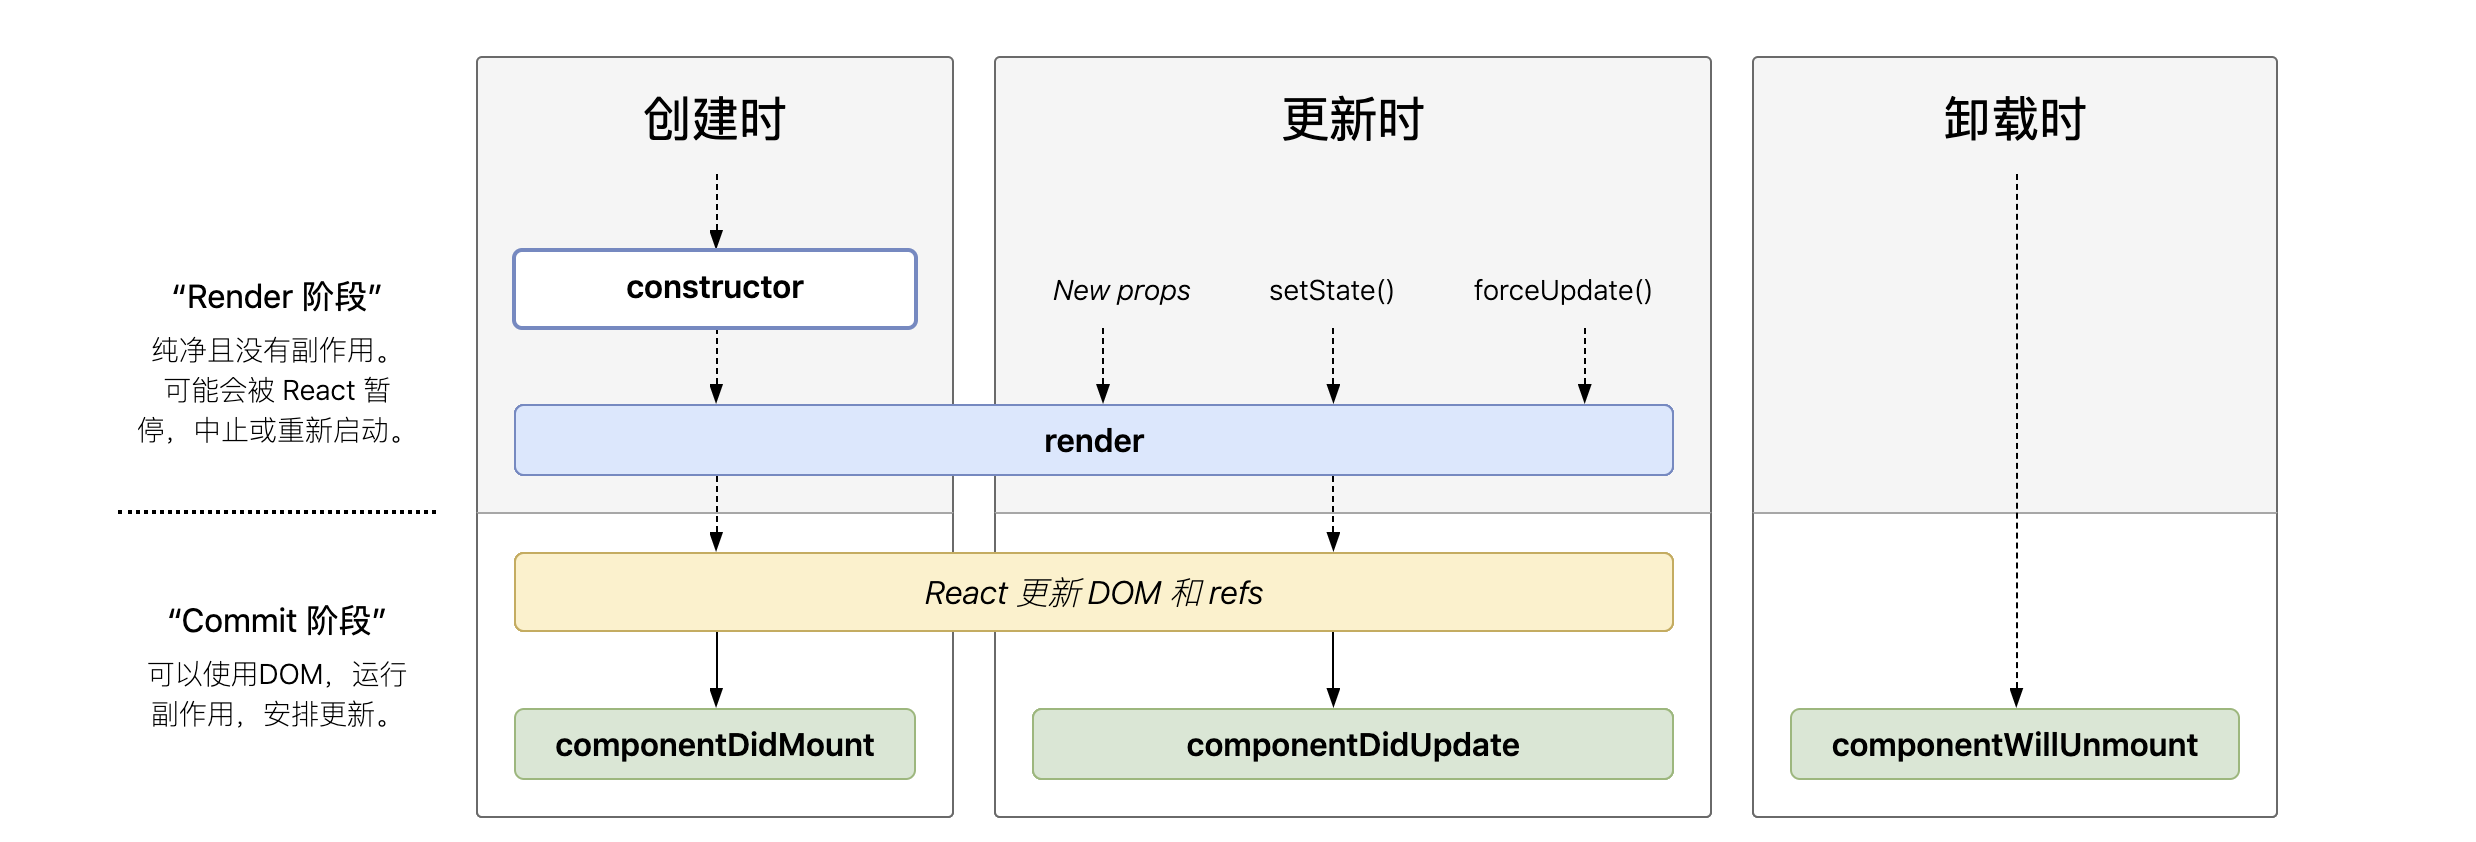 创建时
更新时
卸载时
“Render 阶段”
纯净且没有副作用。
可能会被 React 暂
停，中止或重新启动。
constructor
New props
setState()
forceUpdate()
render
“Commit 阶段”
可以使用DOM，运行
副作用，安排更新。
React 更新 DOM 和 refs
componentDidMount
componentDidUpdate
componentWillUnmount